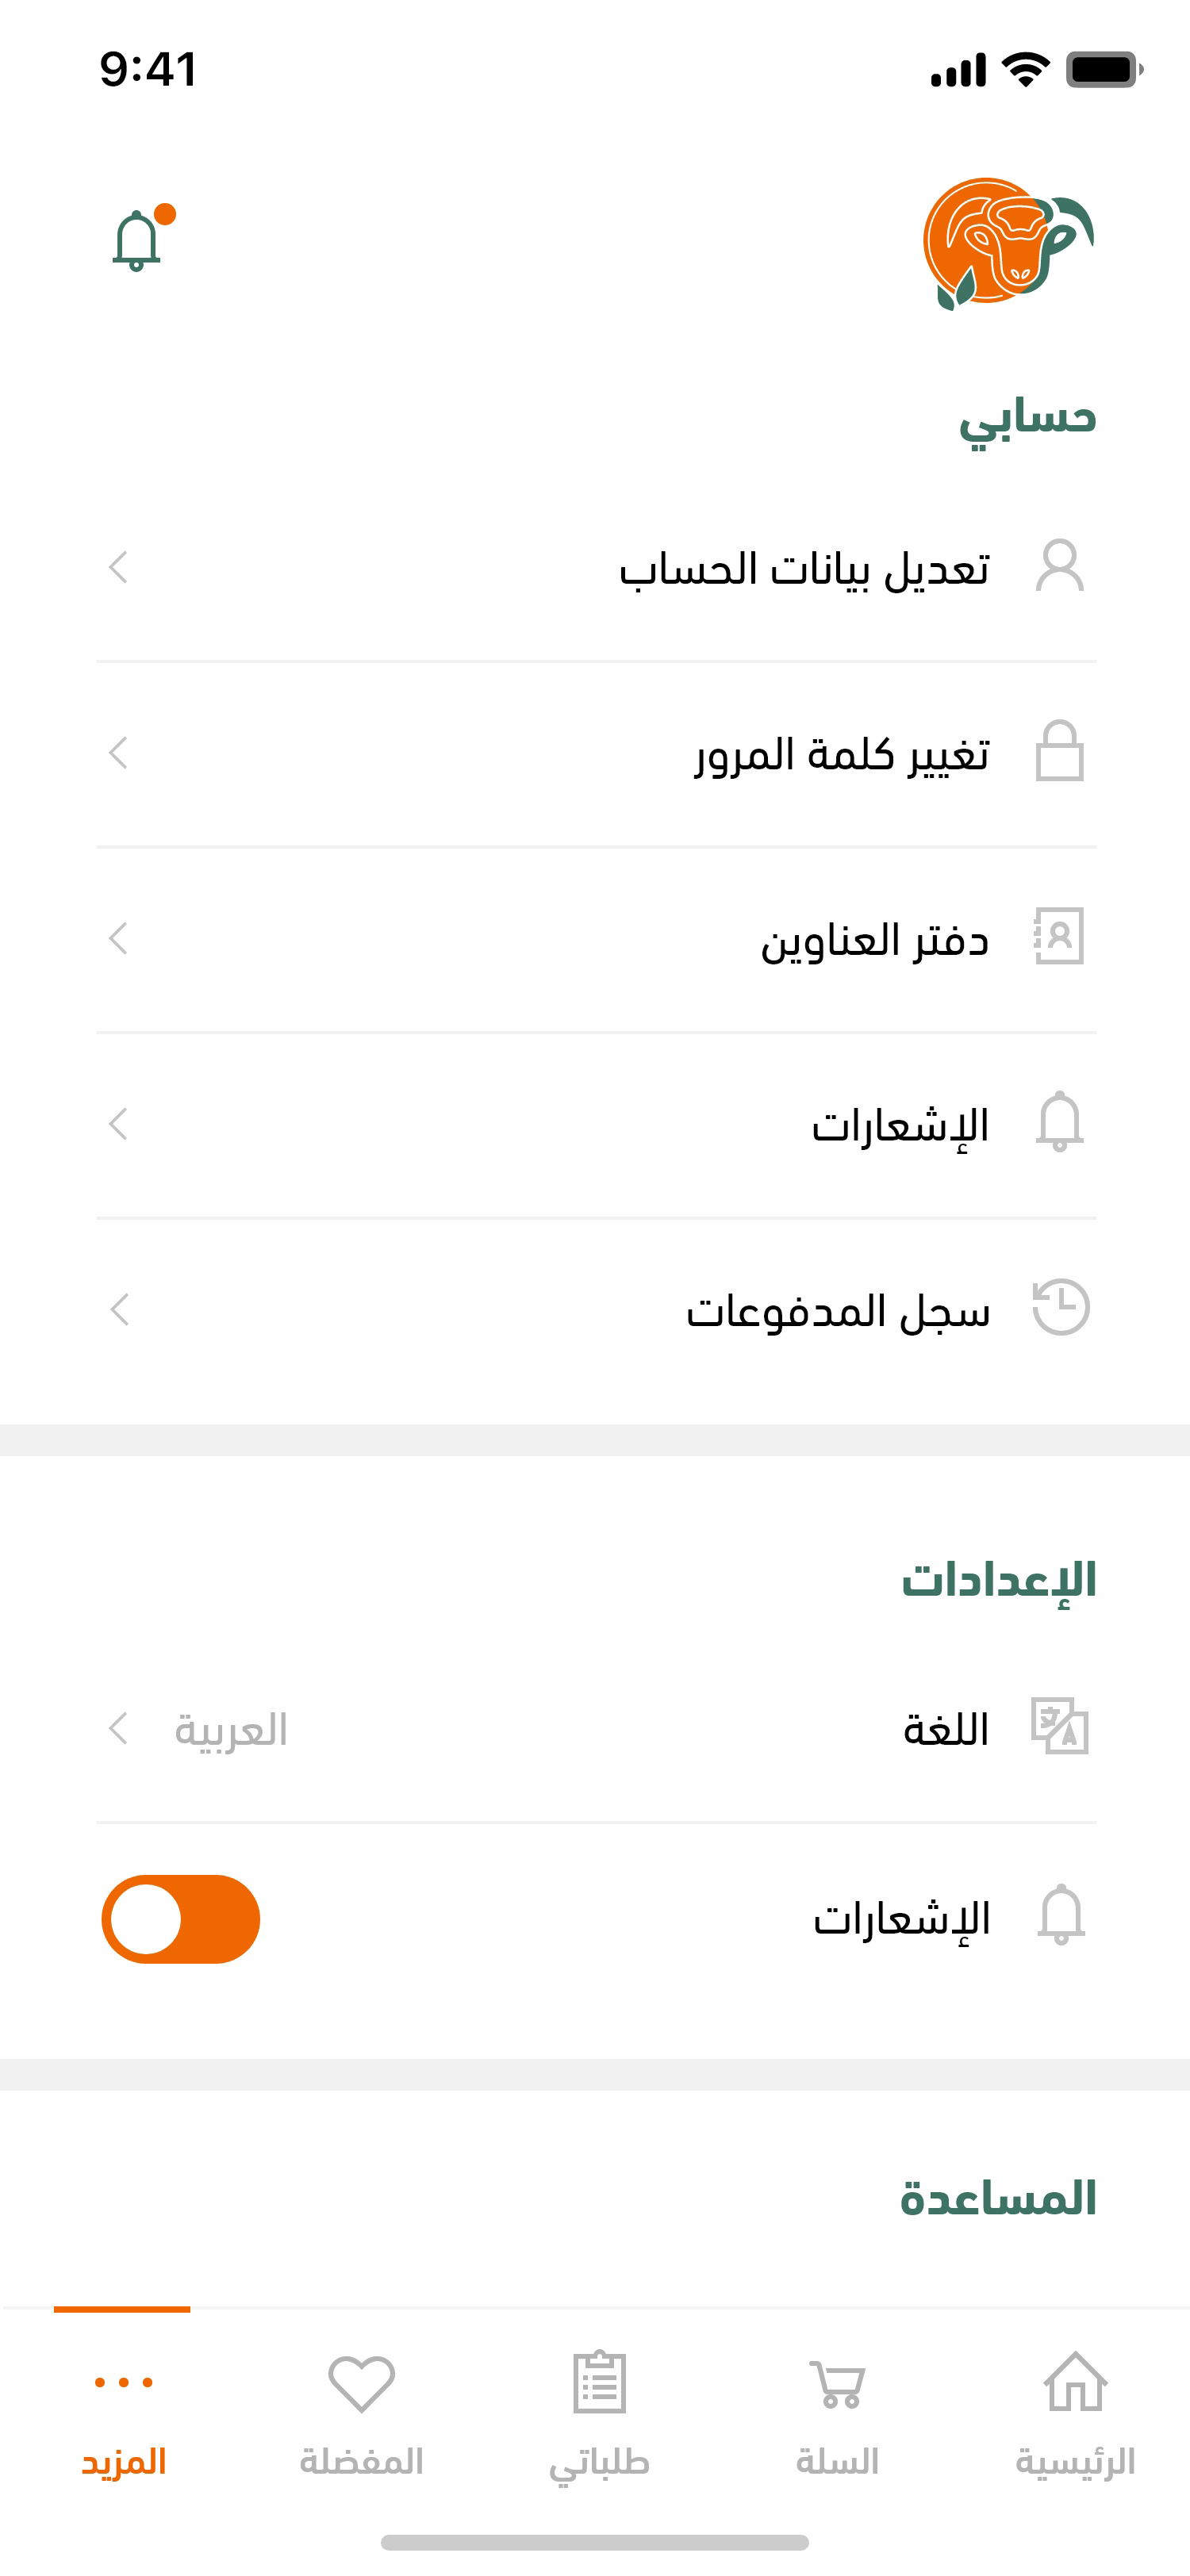 9:41
حسابي
تعديل بيانات الحساب
تغيير كلمة المرور
دفتر العناوين
الإشعارات
سجل المدفوعات
الإعدادات
اللغة العربية
الإشعارات
المساعدة
الرئيسية السلة طلباتي المفضلة المزيد